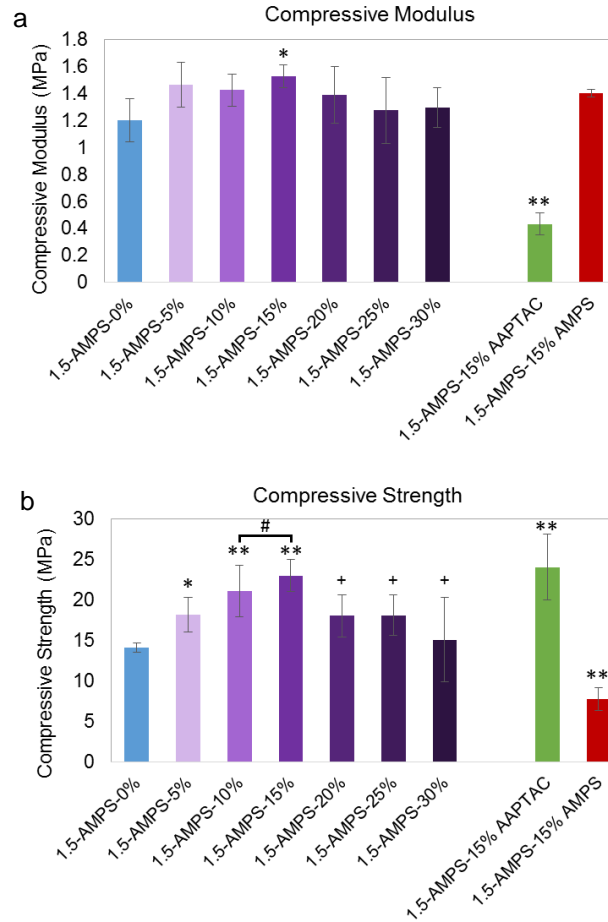 a
Compressive Modulus
Compressive Modulus (MPa)
1.8
1.6
1.4
1.2
1
0.8
0.6
0.4
0.2
0
*
**
1.5-AMPS-0%
1.5-AMPS-5%
1.5-AMPS-10%
1.5-AMPS-15%
1.5-AMPS-20%
1.5-AMPS-25%
1.5-AMPS-30%
1.5-AMPS-15% AAPTAC
1.5-AMPS-15% AMPS
b
Compressive Strength
Compressive Strength (MPa)
30
25
20
15
10
5
0
#
*
**
**
+
+
+
**
**
1.5-AMPS-0%
1.5-AMPS-5%
1.5-AMPS-10%
1.5-AMPS-15%
1.5-AMPS-20%
1.5-AMPS-25%
1.5-AMPS-30%
1.5-AMPS-15% AAPTAC
1.5-AMPS-15% AMPS